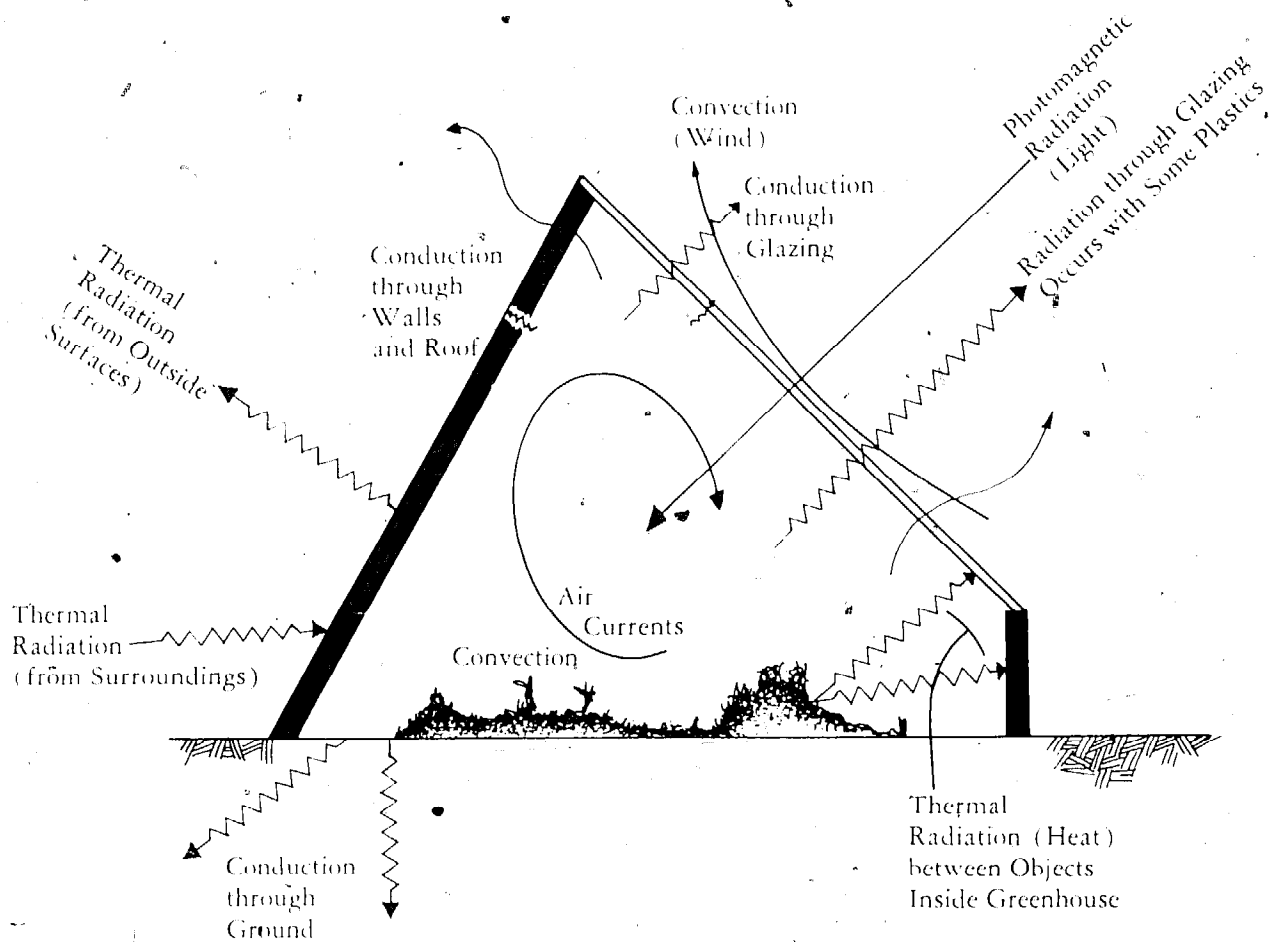 Convection
(Wind)
Photomagnetic
Radiation
(Light)
Radiation through Glazing
Occurs with Some Plastics
Conduction
through
Glazing
Conduction
through
Walls
and Roof
Thermal
Radiation
(from Outside
Surfaces)
Thermal
Radiation
(from Surroundings)
Air
Currents
Convection
Thermal
Radiation (Heat)
between Objects
Inside Greenhouse
Conduction
through
Ground